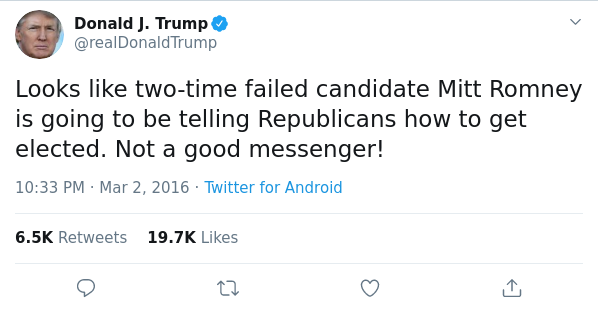 Donald J. Trump
@realDonaldTrump
Looks like two-time failed candidate Mitt Romney
is going to be telling Republicans how to get
elected. Not a good messenger!
10:33 PM · Mar 2, 2016 · Twitter for Android
6.5K Retweets 19.7K Likes